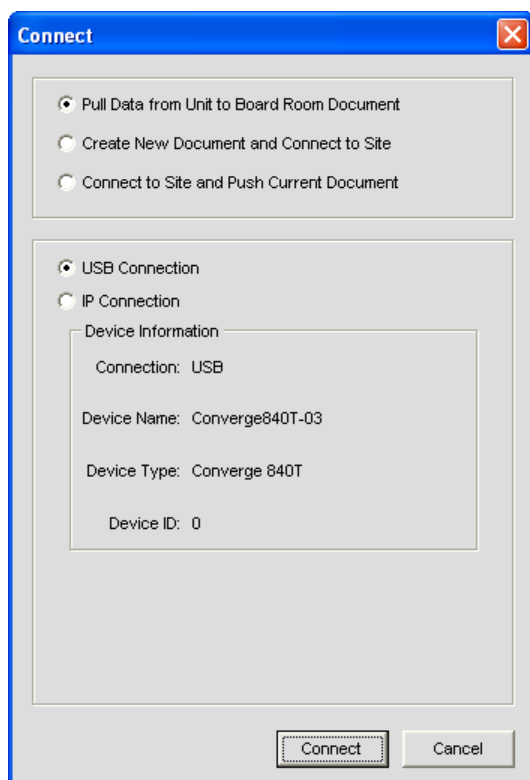 Connect
Pull Data from Unit to Board Room Document
Create New Document and Connect to Site
Connect to Site and Push Current Document
USB Connection
IP Connection
Device Information
Connection: USB
Device Name: Converge840T-03
Device Type: Converge 840T
Device ID: 0
Connect Cancel